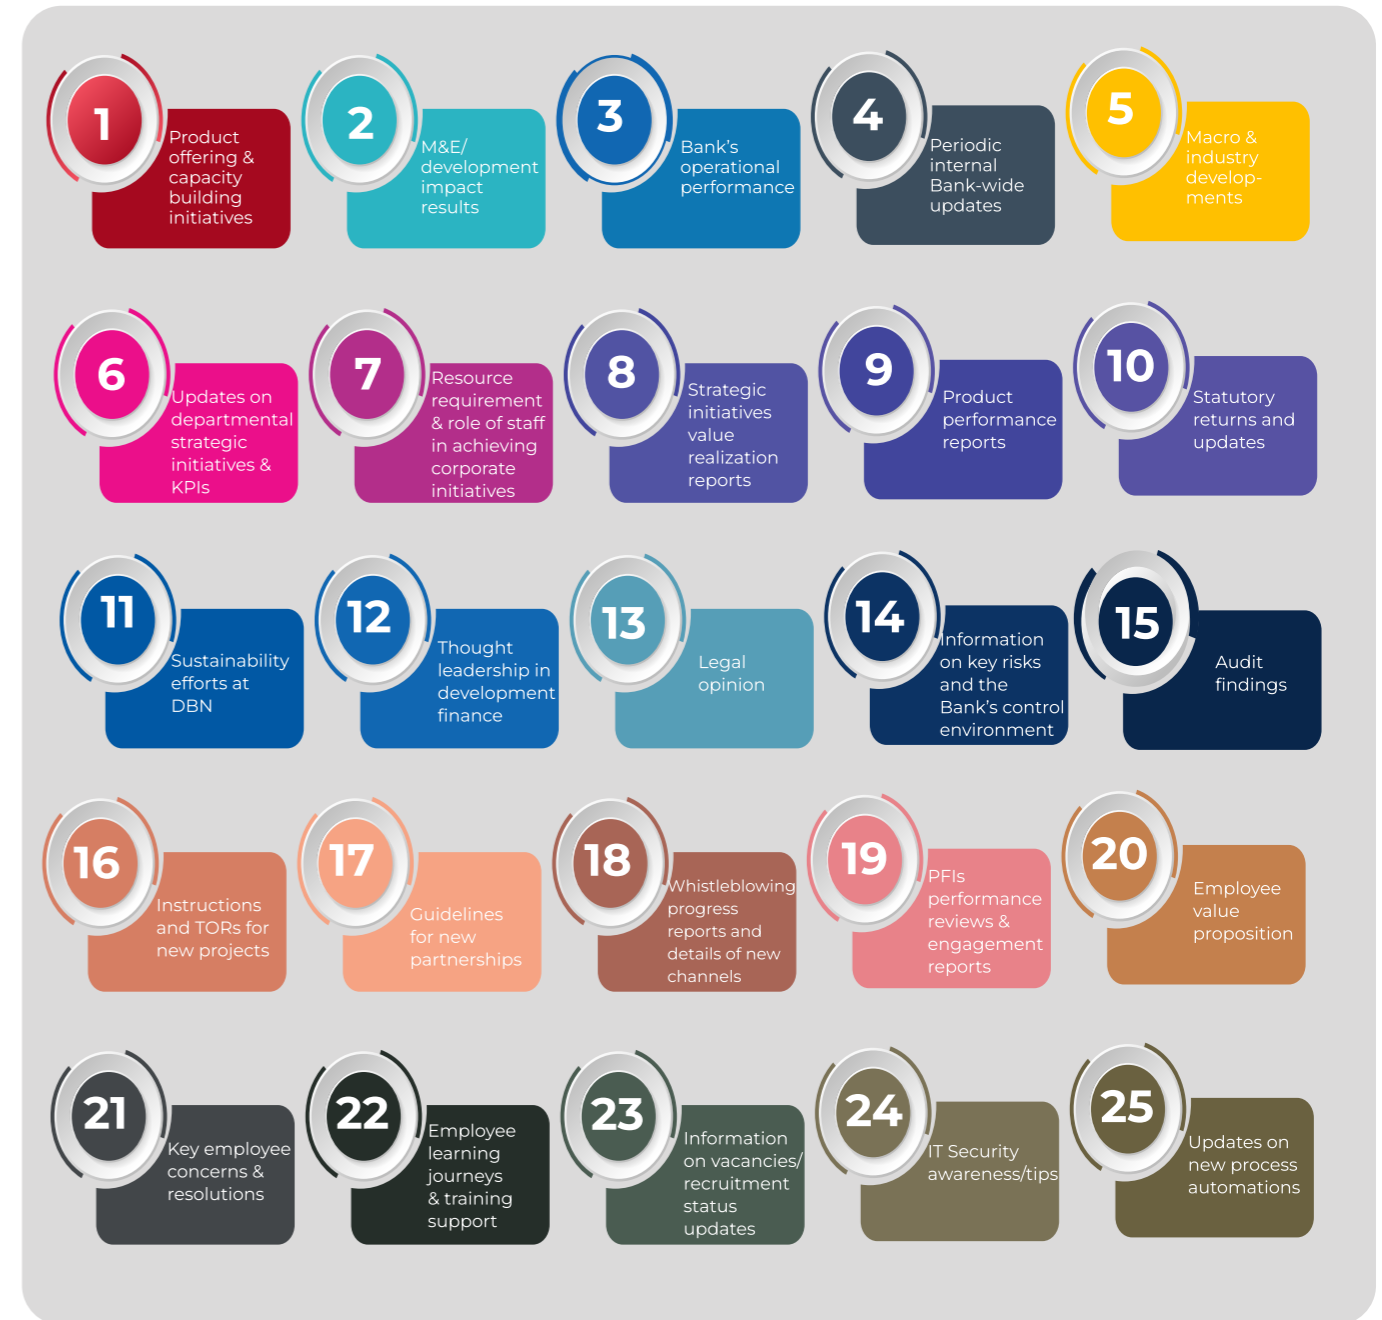 1
Product
offering &
capacity
building
initiatives
2
M&E/
development
impact
results
3
Bank's
operational
performance
4
Periodic
internal
Bank-wide
updates
5
Macro &
industry
develop-
ments
6
Updates on
departmental
strategic
initiatives &
KPIs
7
Resource
requirement
& role of staff
in achieving
corporate
initiatives
8
Strategic
initiatives
value
realization
reports
9
Product
performance
reports
10
Statutory
returns and
updates
11
Sustainability
efforts at
DBN
12
Thought
leadership in
development
finance
13
Legal
opinion
14
Information
on key risks
and the
Bank's control
environment
15
Audit
findings
16
Instructions
and TORs for
new projects
17
Guidelines
for new
partnerships
18
Whistleblowing
progress
reports and
details of new
channels
19
PFIs
performance
reviews &
engagement
reports
20
Employee
value
proposition
21
Key employee
concerns &
resolutions
22
Employee
learning
journeys
& training
support
23
Information
on vacancies/
recruitment
status
updates
24
IT Security
awareness/tips
25
Updates on
new process
automations